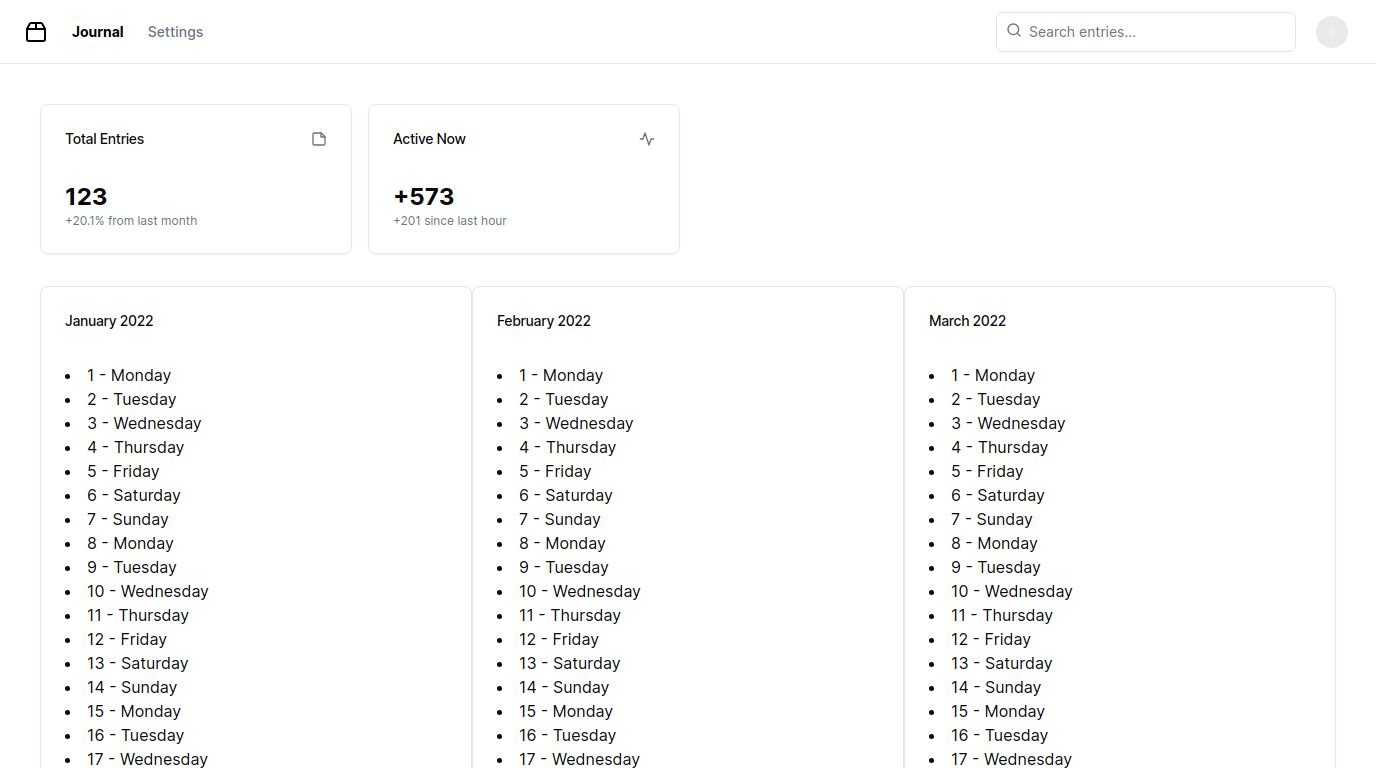 Journal Settings Search entries...
Total Entries
123
+20.1% from last month
Active Now
+573
+201 since last hour
January 2022
1 - Monday
2 - Tuesday
3 - Wednesday
4 - Thursday
5 - Friday
6 - Saturday
7 - Sunday
8 - Monday
9 - Tuesday
10 - Wednesday
11 - Thursday
12 - Friday
13 - Saturday
14 - Sunday
15 - Monday
16 - Tuesday
17 - Wednesday
February 2022
1 - Monday
2 - Tuesday
3 - Wednesday
4 - Thursday
5 - Friday
6 - Saturday
7 - Sunday
8 - Monday
9 - Tuesday
10 - Wednesday
11 - Thursday
12 - Friday
13 - Saturday
14 - Sunday
15 - Monday
16 - Tuesday
17 - Wednesday
March 2022
1 - Monday
2 - Tuesday
3 - Wednesday
4 - Thursday
5 - Friday
6 - Saturday
7 - Sunday
8 - Monday
9 - Tuesday
10 - Wednesday
11 - Thursday
12 - Friday
13 - Saturday
14 - Sunday
15 - Monday
16 - Tuesday
17 - Wednesday